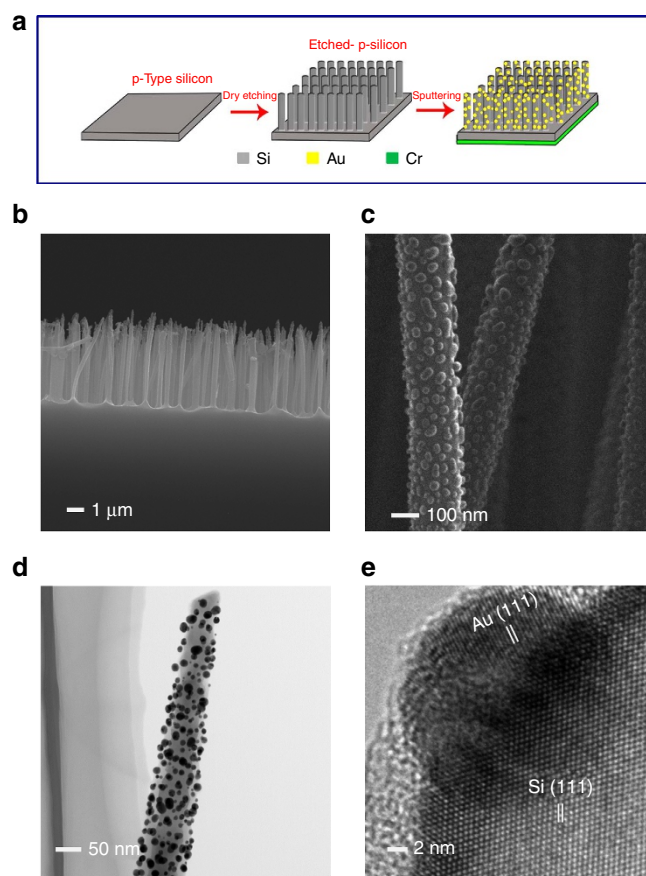 a
Etched- p-silicon
p-Type silicon
Dry etching
Sputtering
Si
Au
Cr
b
c
1 μm
100 nm
d
e
Au (111)
Si (111)
50 nm
2 nm